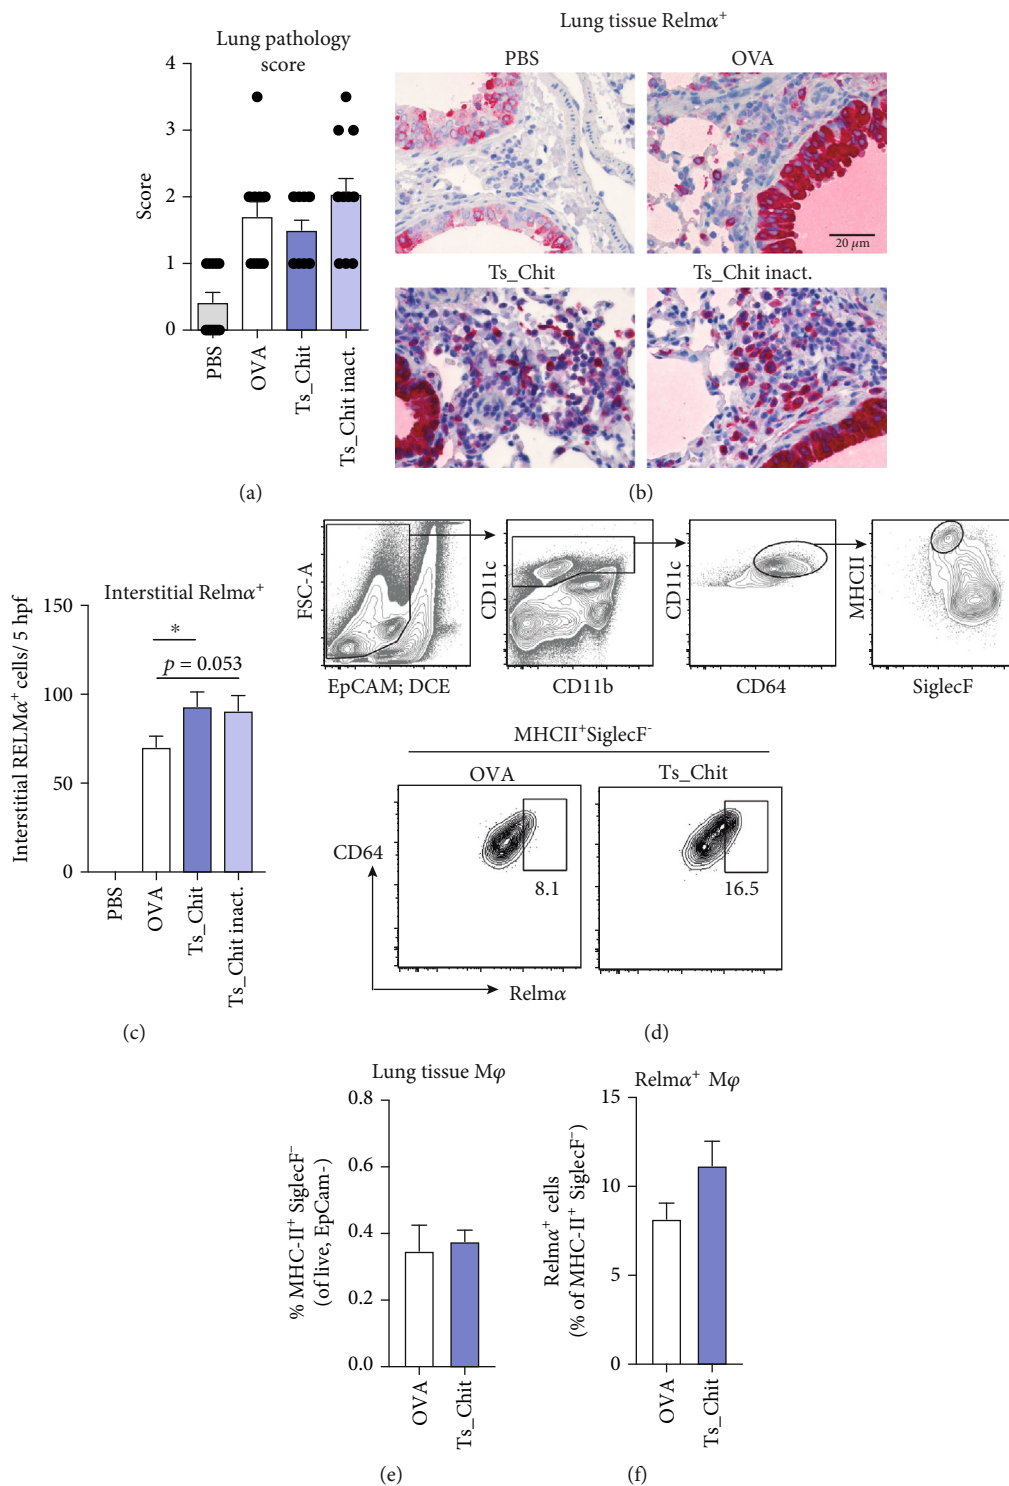 Lung pathology
score
Score
4
3
2
1
0
PBS
OVA
Ts_Chit
Ts_Chit inact.
(a)
Lung tissue Relmα⁺
PBS
OVA
20 μm
Ts_Chit
Ts_Chit inact.
(b)
Interstitial Relmα⁺
Interstitial RELMα⁺ cells/ 5 hpf
150
100
50
0
*
p = 0.053
PBS
OVA
Ts_Chit
Ts_Chit inact.
(c)
FSC-A
EpCAM; DCE
CD11c
CD11b
CD11c
CD64
MHCII
SiglecF
MHCII⁺SiglecF⁻
OVA
Ts_Chit
CD64
8.1
16.5
Relmα
(d)
Lung tissue Mφ
% MHC-II⁺ SiglecF⁻
(of live, EpCam-)
0.8
0.6
0.4
0.2
0.0
OVA
Ts_Chit
(e)
Relmα⁺ Mφ
Relmα⁺ cells
(% of MHC-II⁺ SiglecF⁻)
15
10
5
0
OVA
Ts_Chit
(f)